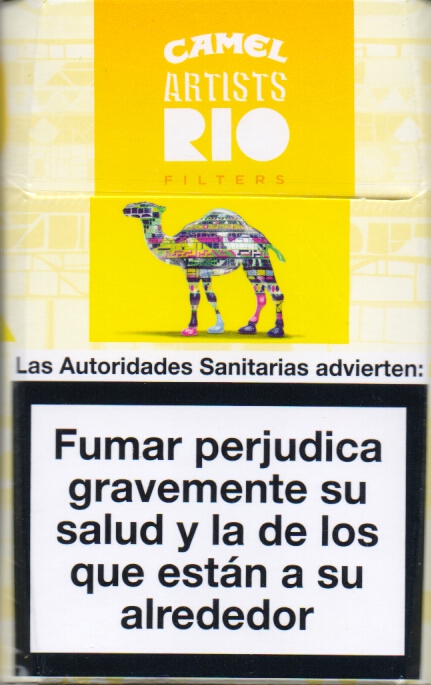 CAMEL
ARTISTS
RIO
FILTERS
Las Autoridades Sanitarias advierten:
Fumar perjudica
gravemente su
salud y la de los
que están a su
alrededor